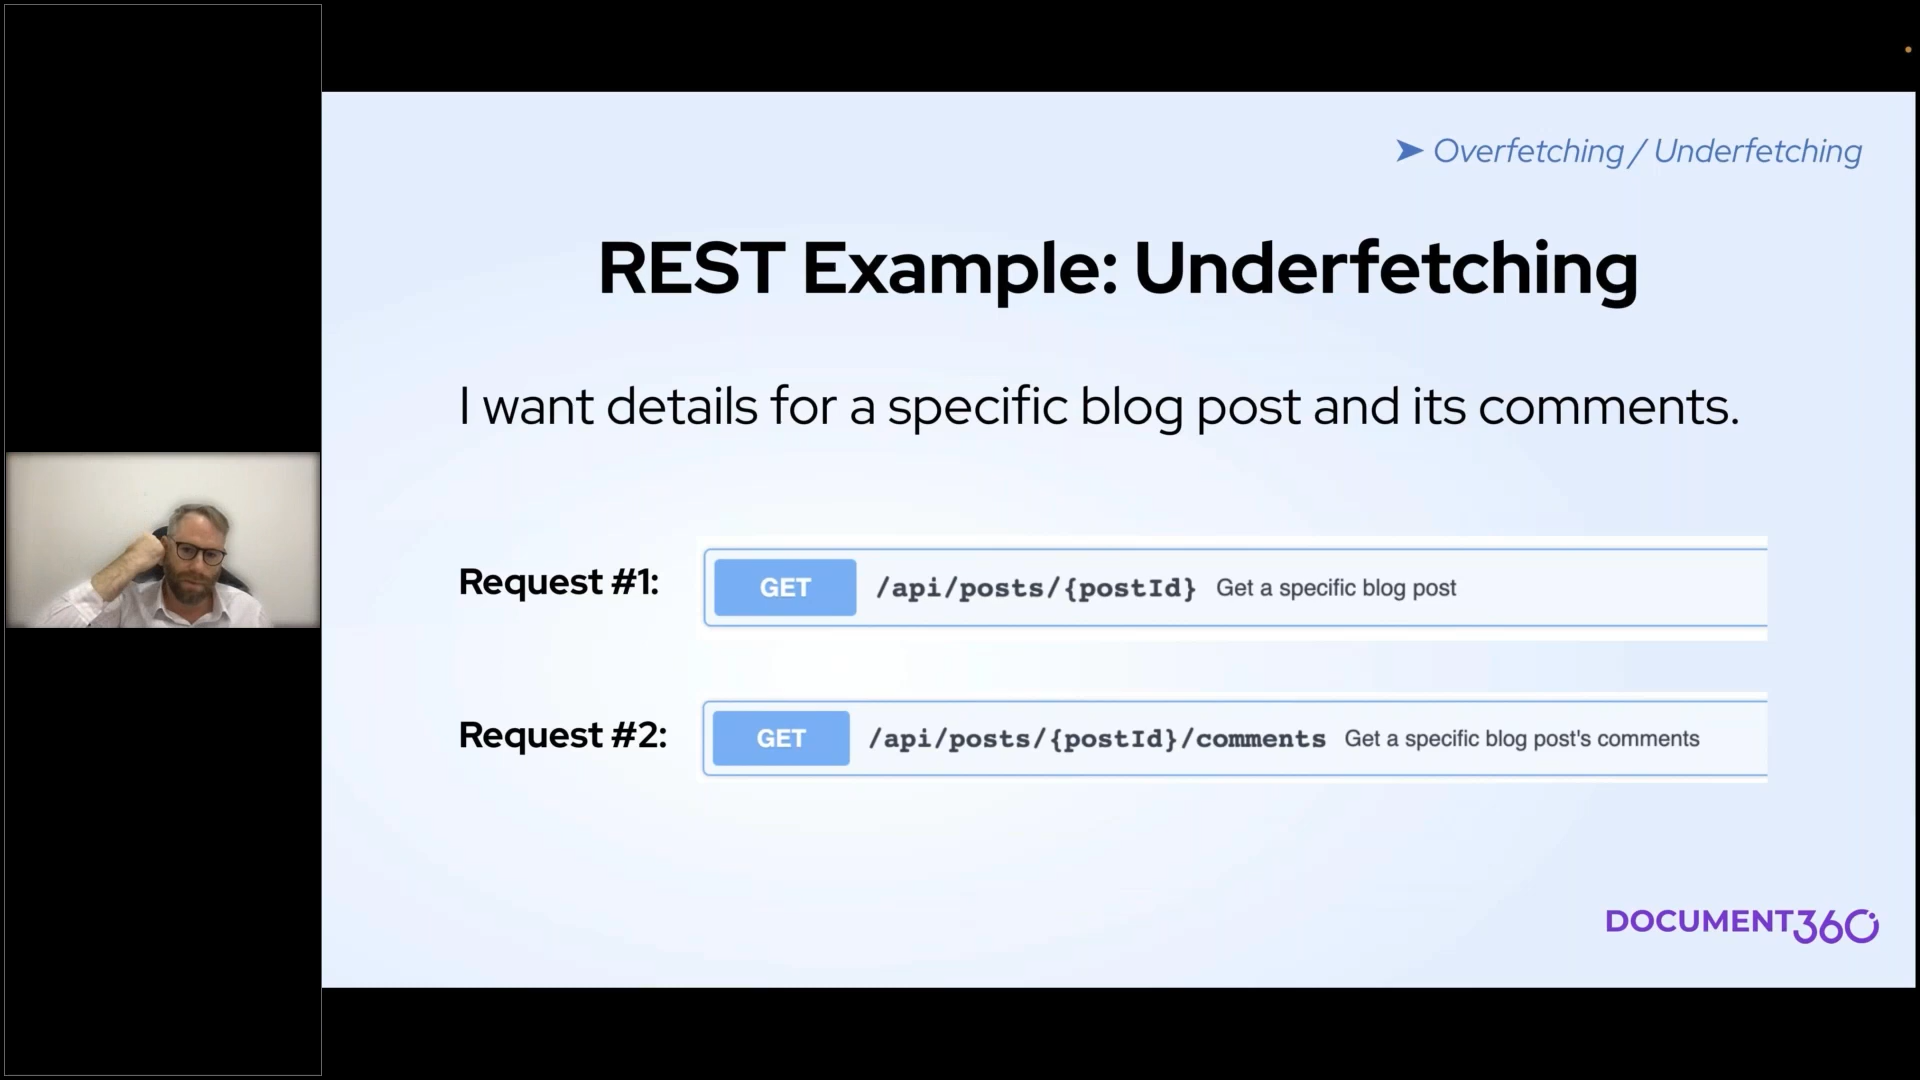 ➤ Overfetching / Underfetching
REST Example: Underfetching
I want details for a specific blog post and its comments.
Request #1: GET /api/posts/{postId} Get a specific blog post
Request #2: GET /api/posts/{postId}/comments Get a specific blog post's comments
DOCUMENT360